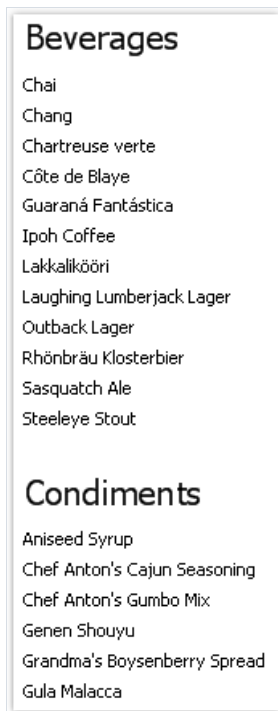 Beverages
Chai
Chang
Chartreuse verte
Côte de Blaye
Guaraná Fantástica
Ipoh Coffee
Lakkalikööri
Laughing Lumberjack Lager
Outback Lager
Rhönbräu Klosterbier
Sasquatch Ale
Steeleye Stout
Condiments
Aniseed Syrup
Chef Anton's Cajun Seasoning
Chef Anton's Gumbo Mix
Genen Shouyu
Grandma's Boysenberry Spread
Gula Malacca